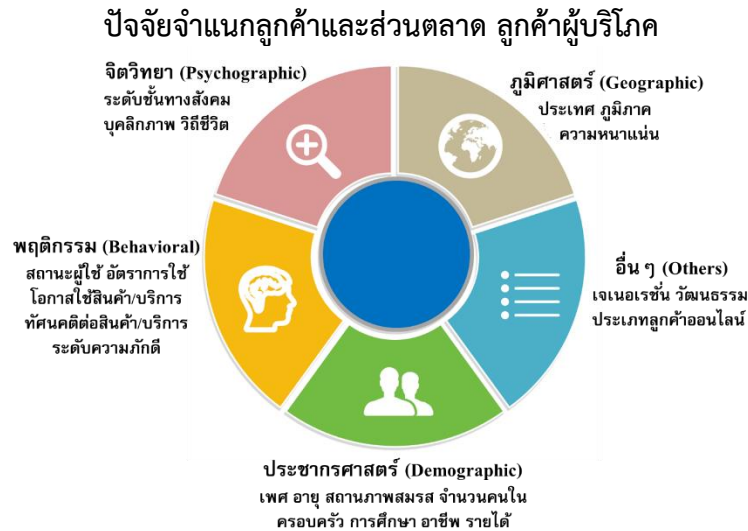 ปัจจัยจำแนกลูกค้าและส่วนตลาด ลูกค้าผู้บริโภค
จิตวิทยา (Psychographic)
ระดับชั้นทางสังคม
บุคลิกภาพ วิถีชีวิต
ภูมิศาสตร์ (Geographic)
ประเทศ ภูมิภาค
ความหนาแน่น
พฤติกรรม (Behavioral)
สถานะผู้ใช้ อัตราการใช้
โอกาสใช้สินค้า/บริการ
ทัศนคติต่อสินค้า/บริการ
ระดับความภักดี
อื่น ๆ (Others)
เจเนอเรชั่น วัฒนธรรม
ประเภทลูกค้าออนไลน์
ประชากรศาสตร์ (Demographic)
เพศ อายุ สถานภาพสมรส จำนวนคนใน
ครอบครัว การศึกษา อาชีพ รายได้